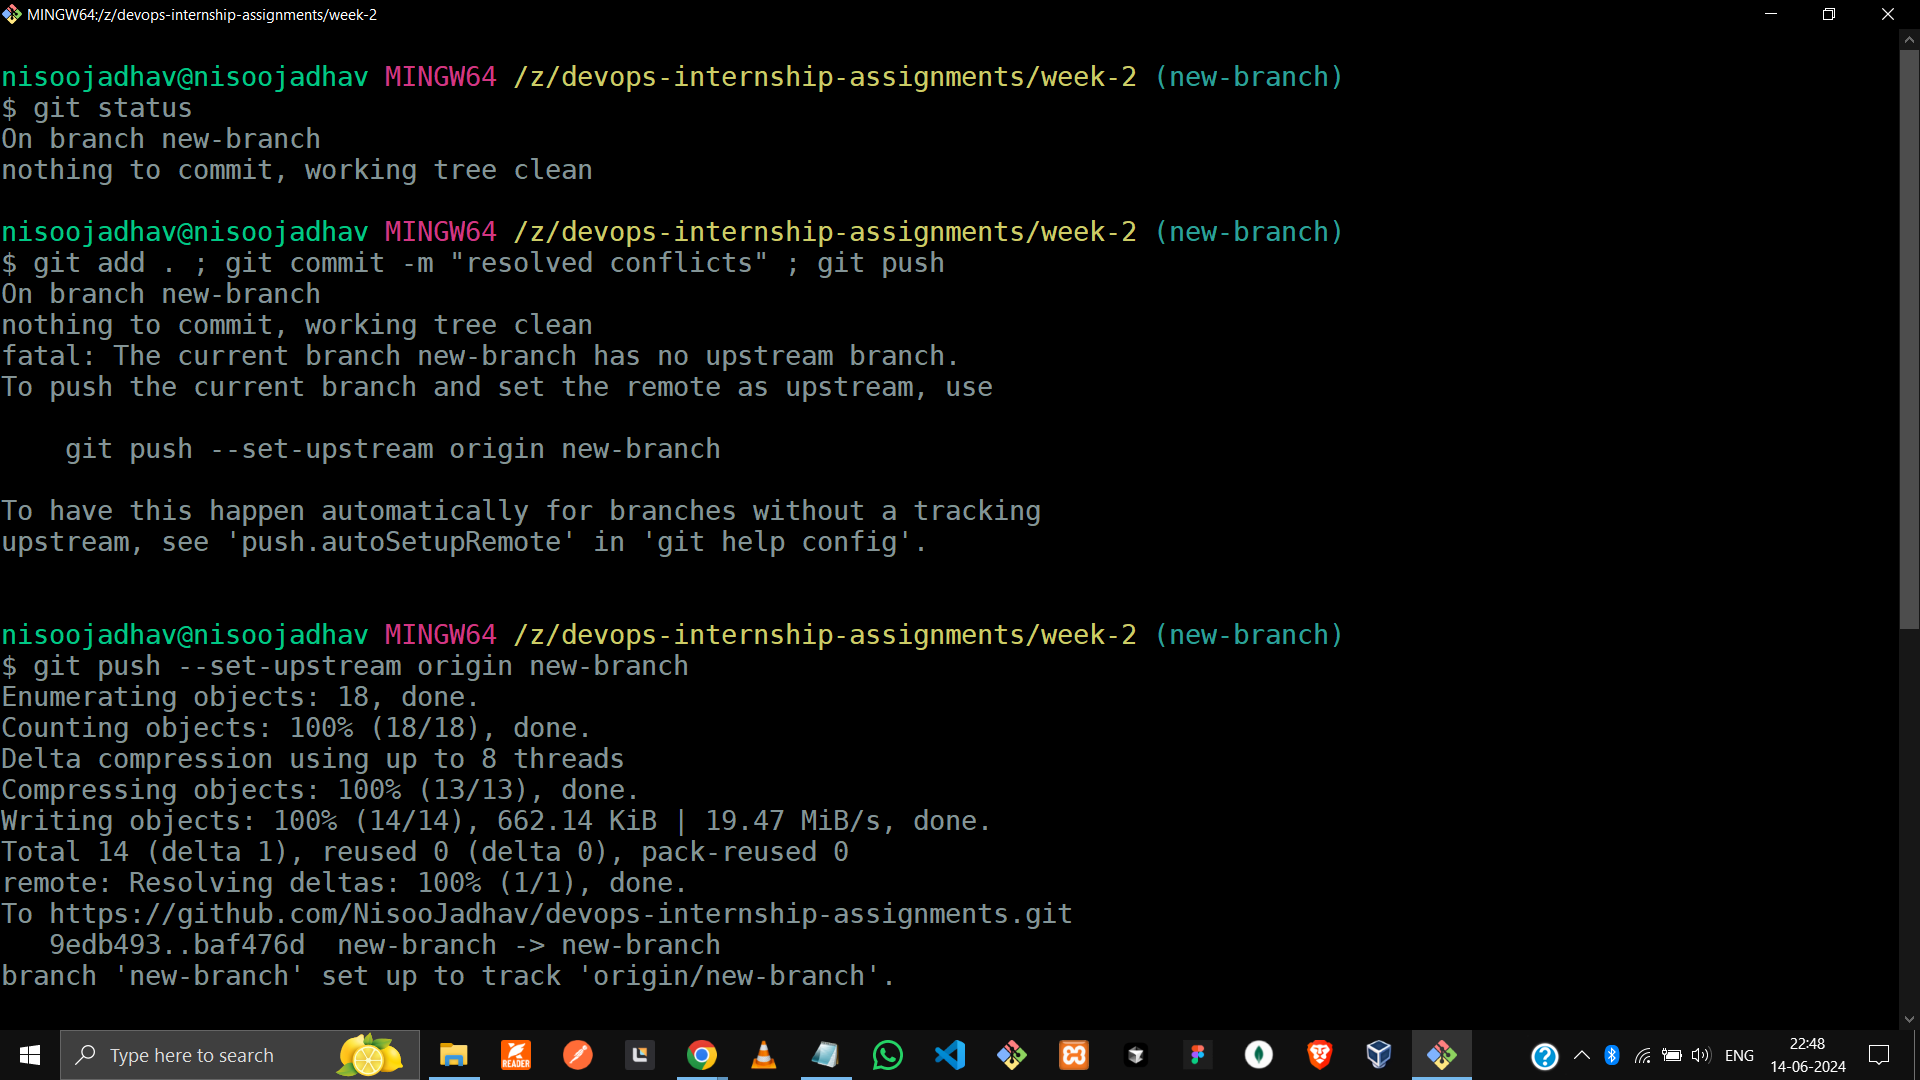 MINGW64:/z/devops-internship-assignments/week-2
nisoojadhav@nisoojadhav MINGW64 /z/devops-internship-assignments/week-2 (new-branch)
$ git status
On branch new-branch
nothing to commit, working tree clean
nisoojadhav@nisoojadhav MINGW64 /z/devops-internship-assignments/week-2 (new-branch)
$ git add . ; git commit -m "resolved conflicts" ; git push
On branch new-branch
nothing to commit, working tree clean
fatal: The current branch new-branch has no upstream branch.
To push the current branch and set the remote as upstream, use
git push --set-upstream origin new-branch
To have this happen automatically for branches without a tracking
upstream, see 'push.autoSetupRemote' in 'git help config'.
nisoojadhav@nisoojadhav MINGW64 /z/devops-internship-assignments/week-2 (new-branch)
$ git push --set-upstream origin new-branch
Enumerating objects: 18, done.
Counting objects: 100% (18/18), done.
Delta compression using up to 8 threads
Compressing objects: 100% (13/13), done.
Writing objects: 100% (14/14), 662.14 KiB | 19.47 MiB/s, done.
Total 14 (delta 1), reused 0 (delta 0), pack-reused 0
remote: Resolving deltas: 100% (1/1), done.
To https://github.com/NisooJadhav/devops-internship-assignments.git
9edb493..baf476d  new-branch -> new-branch
branch 'new-branch' set up to track 'origin/new-branch'.
Type here to search
READER
ENG
22:48
14-06-2024